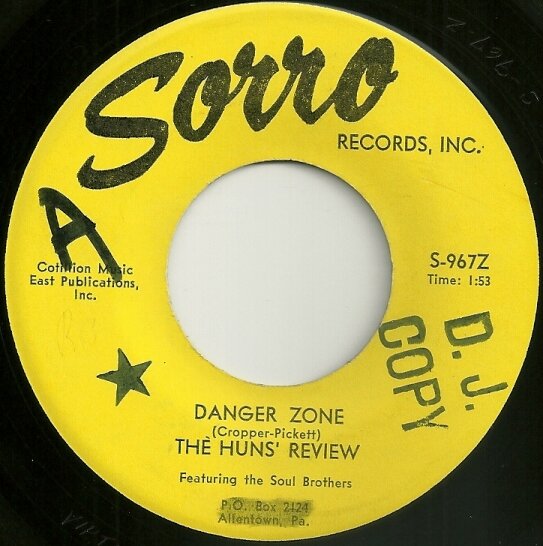 Sorro
RECORDS, INC.
A
Cotillion Music
East Publications,
Inc.
S-967Z
Time: 1:53
D. J.
COPY
DANGER ZONE
(Cropper-Pickett)
THE HUNS' REVIEW
Featuring the Soul Brothers
P.O. Box 2124
Allentown, Pa.